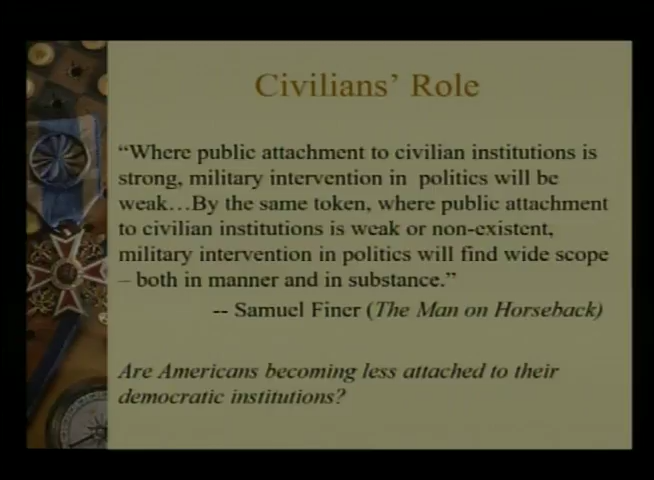 Civilians’ Role
“Where public attachment to civilian institutions is
strong, military intervention in politics will be
weak…By the same token, where public attachment
to civilian institutions is weak or non-existent,
military intervention in politics will find wide scope
– both in manner and in substance.”
-- Samuel Finer (The Man on Horseback)
Are Americans becoming less attached to their
democratic institutions?